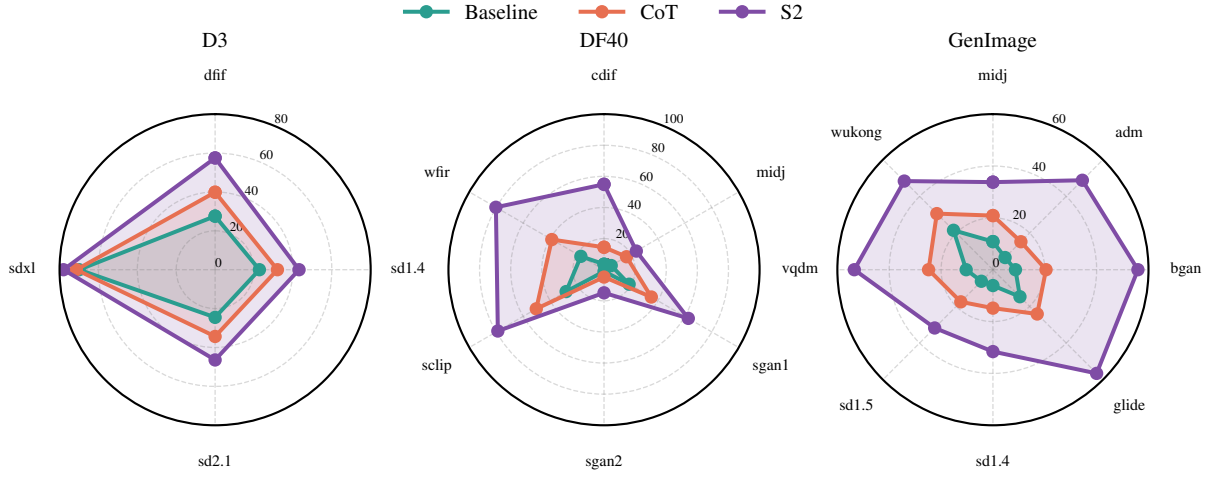 Baseline CoT S2
D3
dfif
80
60
40
20
0
sdxl
sd1.4
sd2.1
DF40
cdif
100
80
60
40
20
wfir
midj
sclip
sgan1
sgan2
GenImage
midj
60
40
20
0
wukong
adm
vqdm
bgan
sd1.5
glide
sd1.4